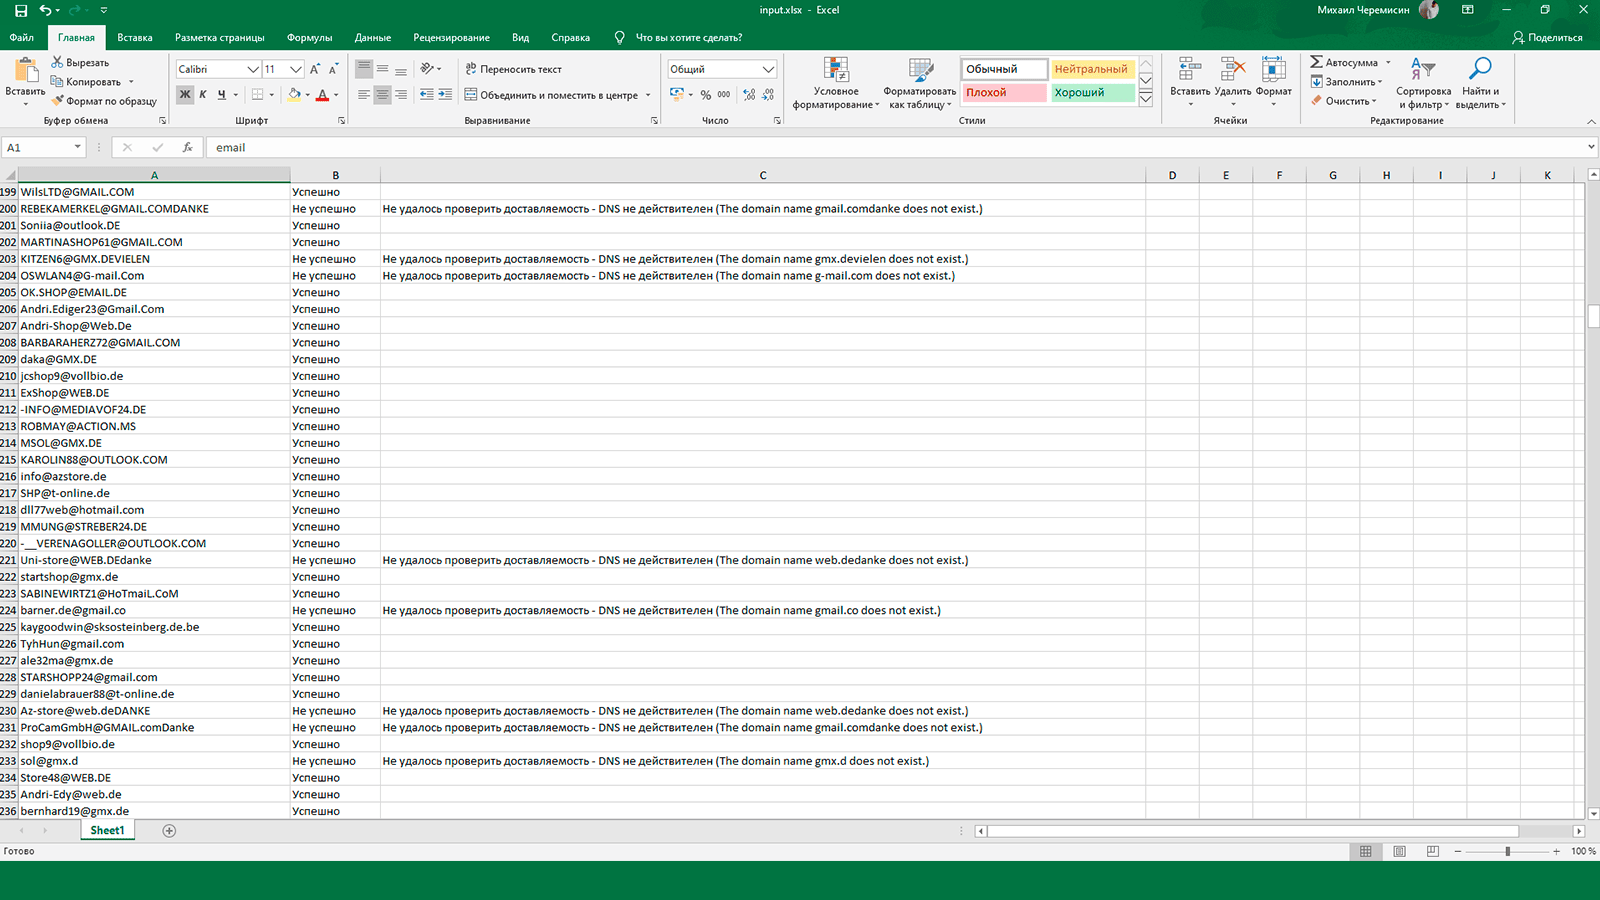 input.xlsx - Excel
Михаил Черемисин
Файл Главная Вставка Разметка страницы Формулы Данные Рецензирование Вид Справка Что вы хотите сделать? Поделиться
Вставить
Вырезать
Копировать
Формат по образцу
Буфер обмена
Calibri 11
Ж К Ч
Шрифт
Переносить текст
Объединить и поместить в центре
Выравнивание
Общий
% 000
Число
Условное форматирование
Форматировать как таблицу
Обычный Нейтральный
Плохой Хороший
Стили
Вставить Удалить Формат
Ячейки
Автосумма
Заполнить
Очистить
Сортировка и фильтр
Найти и выделить
Редактирование
A1 fx email
A B C D E F G H I J K
199 WilsLTD@GMAIL.COM Успешно
200 REBEKAMERKEL@GMAIL.COMDANKE Не успешно Не удалось проверить доставляемость - DNS не действителен (The domain name gmail.comdanke does not exist.)
201 Soniia@outlook.DE Успешно
202 MARTINASHOP61@GMAIL.COM Успешно
203 KITZEN6@GMX.DEVIELEN Не успешно Не удалось проверить доставляемость - DNS не действителен (The domain name gmx.devielen does not exist.)
204 OSWLAN4@G-mail.Com Не успешно Не удалось проверить доставляемость - DNS не действителен (The domain name g-mail.com does not exist.)
205 OK.SHOP@EMAIL.DE Успешно
206 Andri.Ediger23@Gmail.Com Успешно
207 Andri-Shop@Web.De Успешно
208 BARBARAHERZ72@GMAIL.COM Успешно
209 daka@GMX.DE Успешно
210 jcshop9@vollbio.de Успешно
211 ExShop@WEB.DE Успешно
212 -INFO@MEDIAVOF24.DE Успешно
213 ROBMAY@ACTION.MS Успешно
214 MSOL@GMX.DE Успешно
215 KAROLIN88@OUTLOOK.COM Успешно
216 info@azstore.de Успешно
217 SHP@t-online.de Успешно
218 dll77web@hotmail.com Успешно
219 MMUNG@STREBER24.DE Успешно
220 -__VERENAGOLLER@OUTLOOK.COM Успешно
221 Uni-store@WEB.DEdanke Не успешно Не удалось проверить доставляемость - DNS не действителен (The domain name web.dedanke does not exist.)
222 startshop@gmx.de Успешно
223 SABINEWIRTZ1@HoTmaiL.CoM Успешно
224 barner.de@gmail.co Не успешно Не удалось проверить доставляемость - DNS не действителен (The domain name gmail.co does not exist.)
225 kaygoodwin@sksosteinberg.de.be Успешно
226 TyhHun@gmail.com Успешно
227 ale32ma@gmx.de Успешно
228 STARSHOPP24@gmail.com Успешно
229 danielabrauer88@t-online.de Успешно
230 Az-store@web.deDANKE Не успешно Не удалось проверить доставляемость - DNS не действителен (The domain name web.dedanke does not exist.)
231 ProCamGmbH@GMAIL.comDanke Не успешно Не удалось проверить доставляемость - DNS не действителен (The domain name gmail.comdanke does not exist.)
232 shop9@vollbio.de Успешно
233 sol@gmx.d Не успешно Не удалось проверить доставляемость - DNS не действителен (The domain name gmx.d does not exist.)
234 Store48@WEB.DE Успешно
235 Andri-Edy@web.de Успешно
236 bernhard19@gmx.de Успешно
Sheet1
Готово 100 %